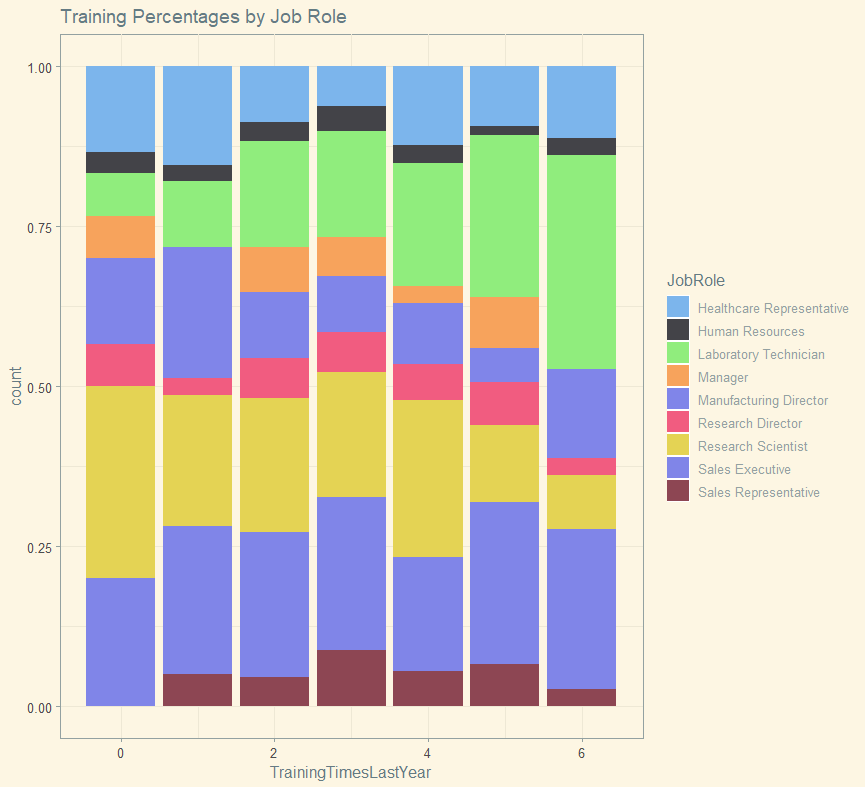 Training Percentages by Job Role
1.00
0.75
0.50
0.25
0.00
count
0
2
4
6
TrainingTimesLastYear
JobRole
Healthcare Representative
Human Resources
Laboratory Technician
Manager
Manufacturing Director
Research Director
Research Scientist
Sales Executive
Sales Representative